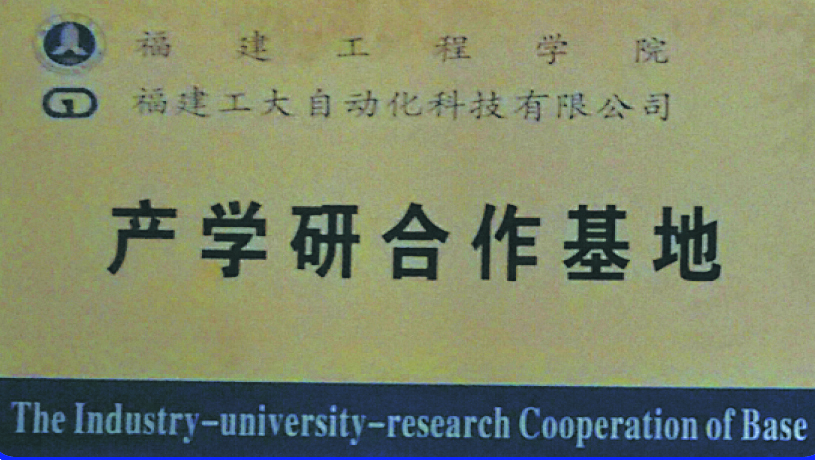 福建工程学院
福建工大自动化科技有限公司
产学研合作基地
The Industry-university-research Cooperation of Base